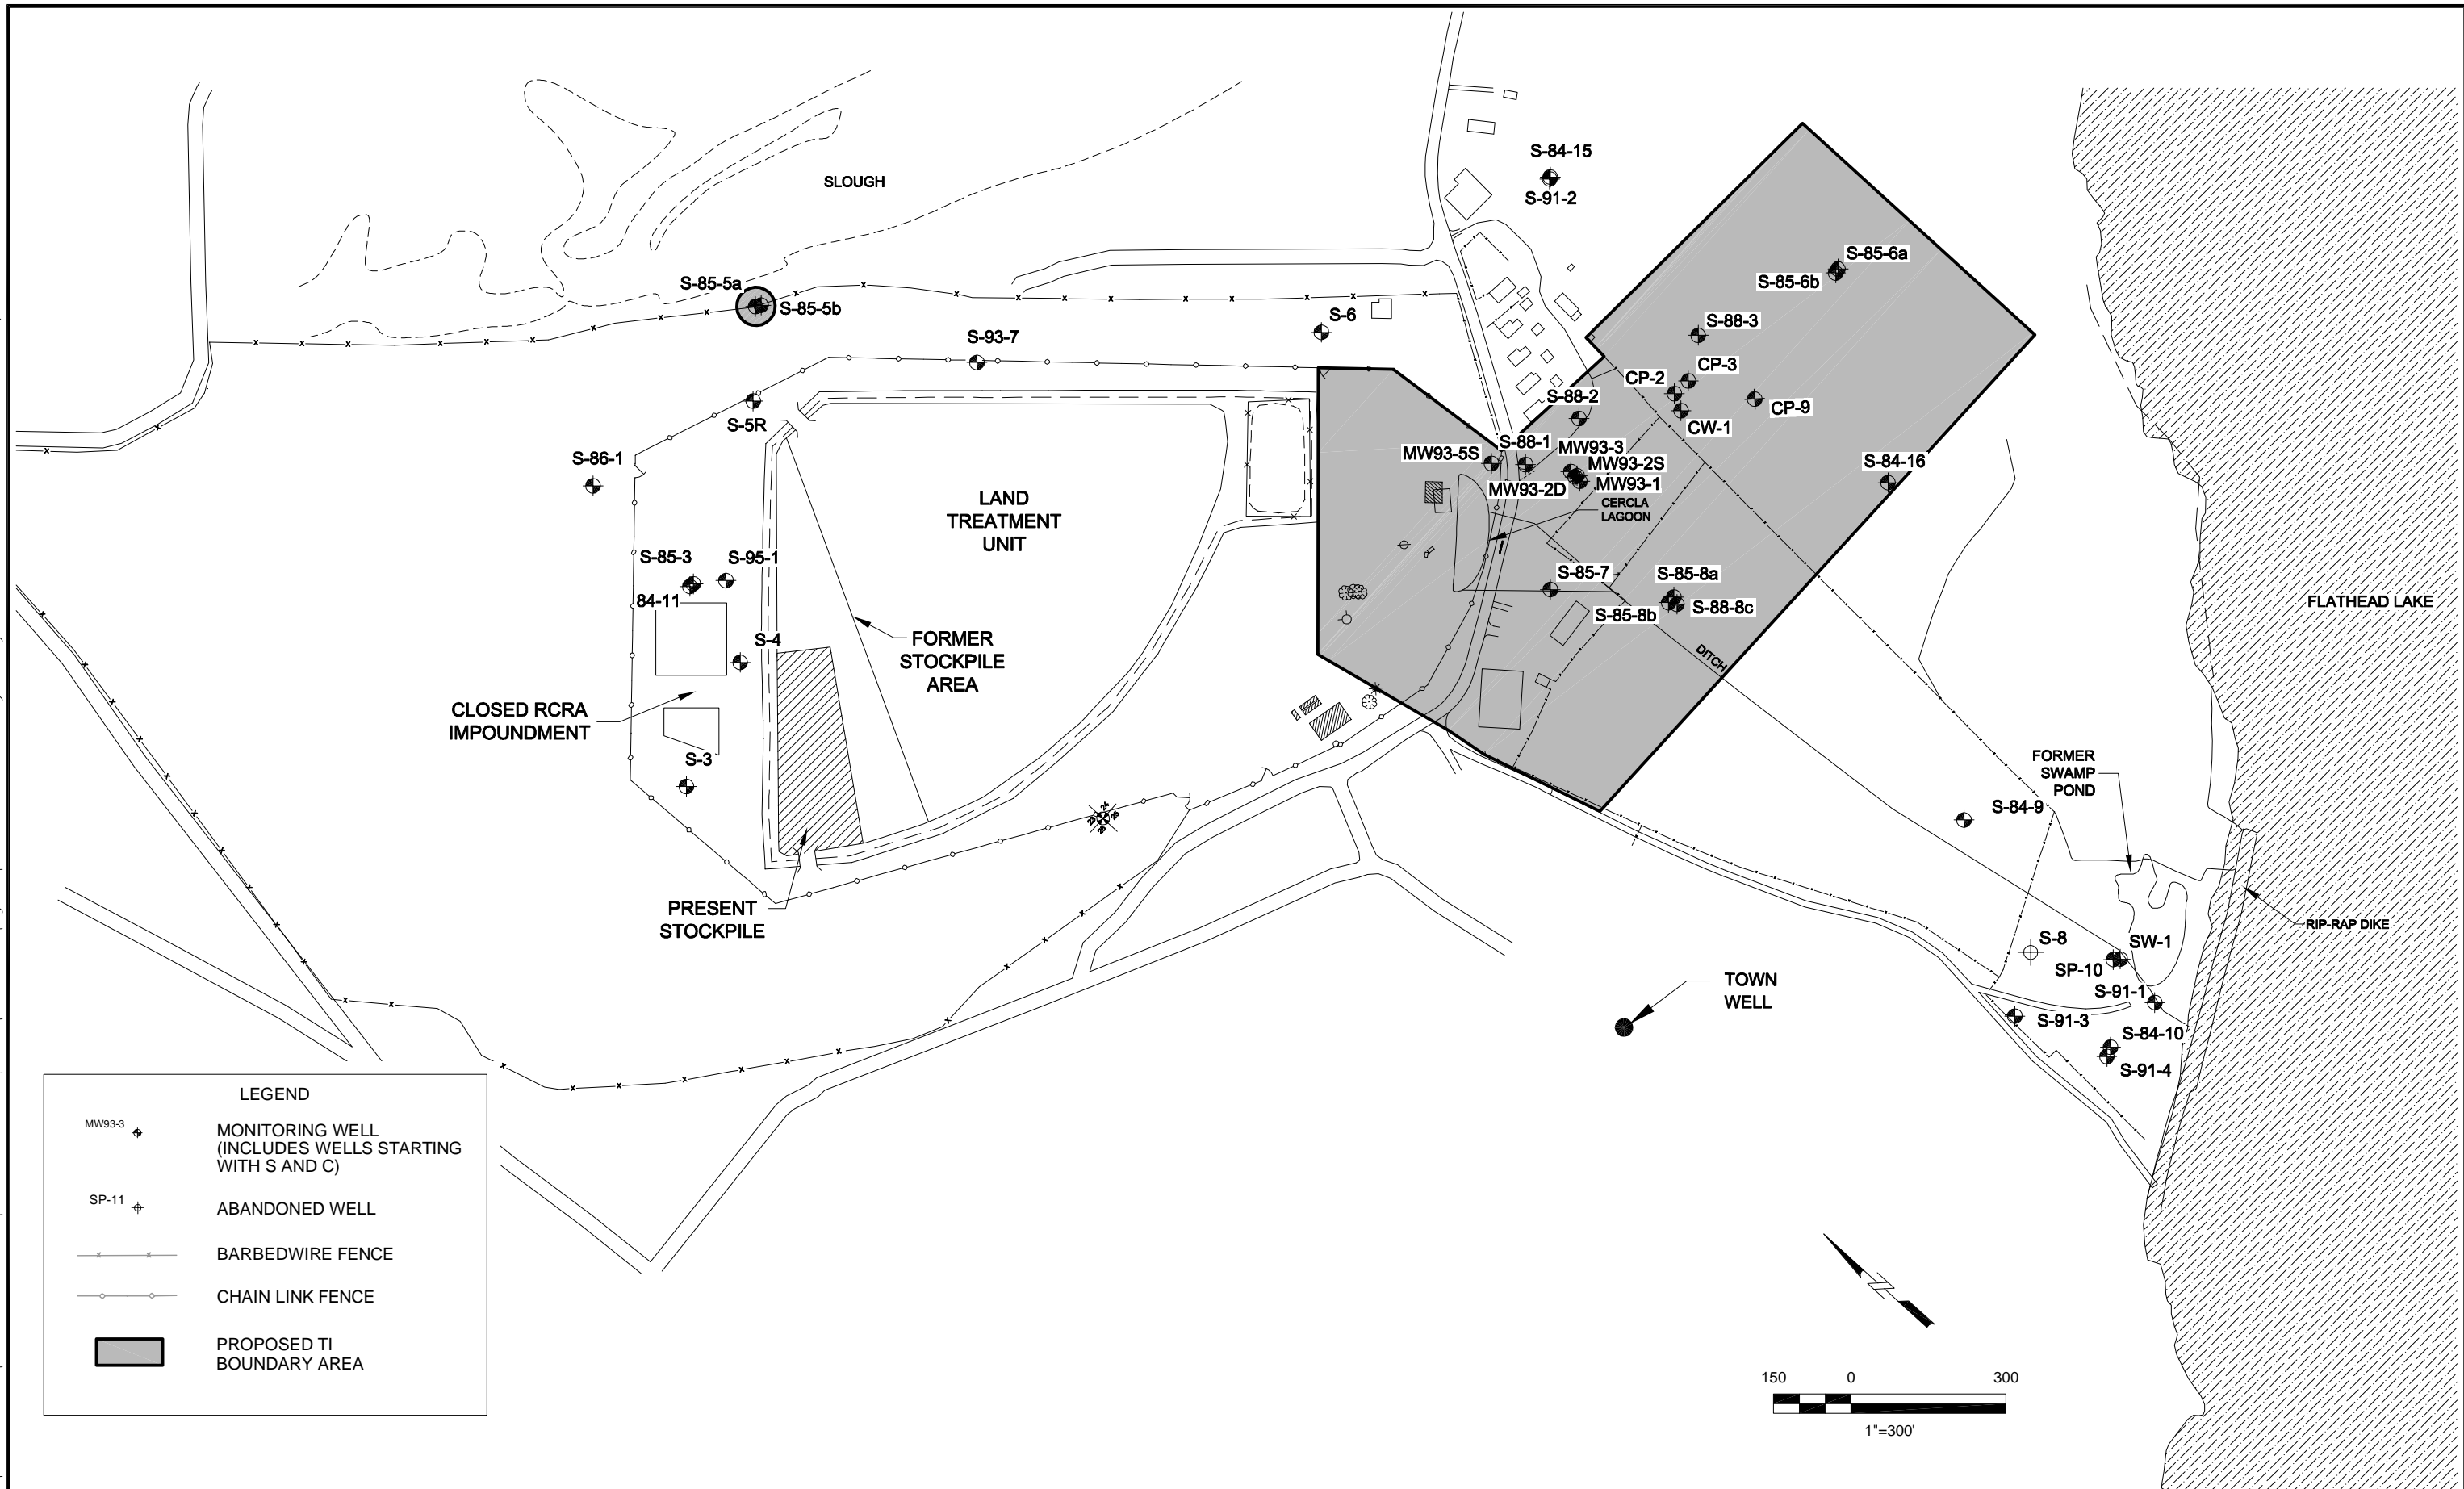 S-84-15
S-91-2
SLOUGH
S-85-6a
S-85-6b
S-85-5a
S-85-5b
S-6
S-88-3
S-93-7
CP-3
CP-2
S-88-2
CP-9
CW-1
S-5R
S-88-1
MW93-3
MW93-5S
MW93-2S
S-86-1
S-84-16
MW93-2D
MW93-1
LAND
TREATMENT
UNIT
CERCLA
LAGOON
S-85-3
S-95-1
S-85-7
S-85-8a
84-11
S-85-8b
S-88-8c
FLATHEAD LAKE
S-4
FORMER
STOCKPILE
AREA
DITCH
CLOSED RCRA
IMPOUNDMENT
S-3
FORMER
SWAMP
POND
S-84-9
PRESENT
STOCKPILE
RIP-RAP DIKE
S-8
SW-1
SP-10
TOWN
WELL
S-91-1
S-91-3
S-84-10
S-91-4
LEGEND
MW93-3
MONITORING WELL
(INCLUDES WELLS STARTING
WITH S AND C)
SP-11
ABANDONED WELL
BARBEDWIRE FENCE
CHAIN LINK FENCE
PROPOSED TI
BOUNDARY AREA
150 0 300
1"=300'